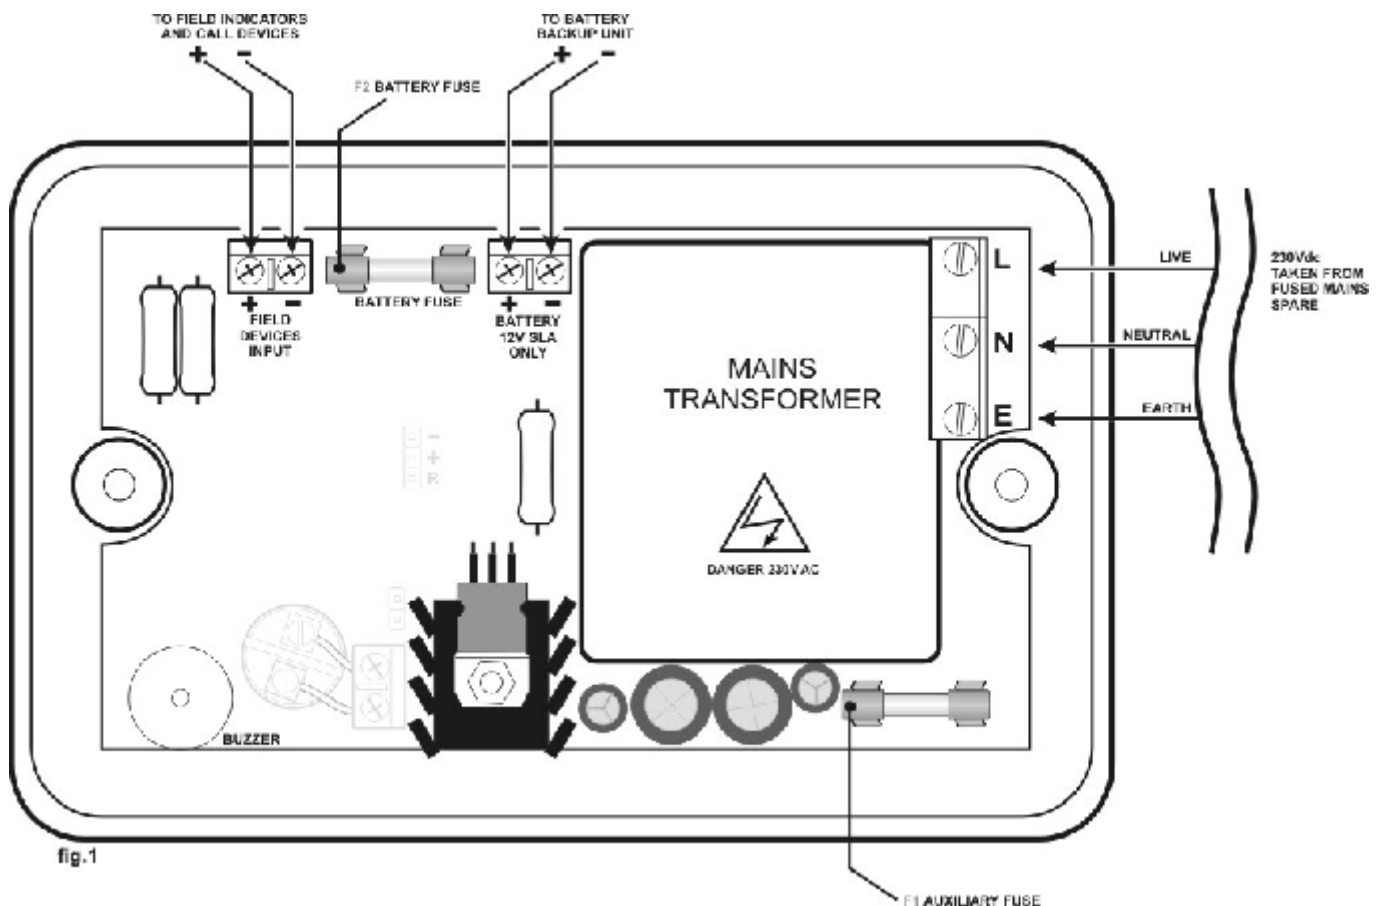 TO FIELD INDICATORS
AND CALL DEVICES
+ −
TO BATTERY
BACKUP UNIT
+ −
F2 BATTERY FUSE
+ −
FIELD
DEVICES
INPUT
BATTERY FUSE
+ −
BATTERY
12V SLA
ONLY
L
N
E
LIVE
NEUTRAL
EARTH
230Vdc
TAKEN FROM
FUSED MAINS
SPARE
MAINS
TRANSFORMER
DANGER 230V AC
−
+
R
BUZZER
fig.1
F1 AUXILIARY FUSE